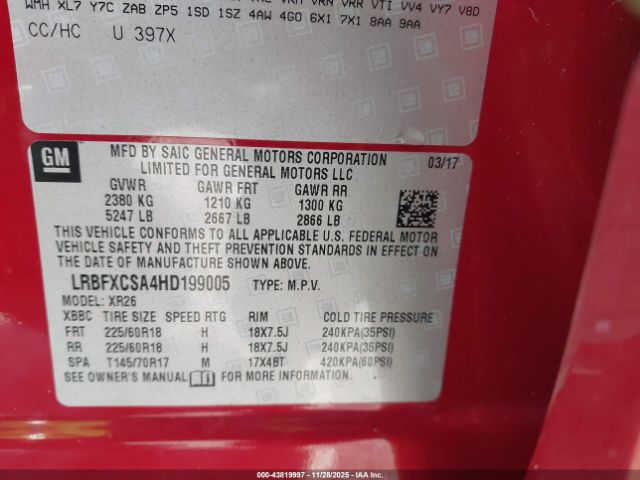 WMH XL7 Y7C ZAB ZP5 1SD 1SZ 4AW 4G0 6X1 7X1 8AA 9AA
CC/HC U 397X
GM
MFD BY SAIC GENERAL MOTORS CORPORATION
LIMITED FOR GENERAL MOTORS LLC
03/17
GVWR GAWR FRT GAWR RR
2380 KG 1210 KG 1300 KG
5247 LB 2667 LB 2866 LB
THIS VEHICLE CONFORMS TO ALL APPLICABLE U.S. FEDERAL MOTOR
VEHICLE SAFETY AND THEFT PREVENTION STANDARDS IN EFFECT ON
THE DATE OF MANUFACTURE SHOWN ABOVE.
LRBFXCSA4HD199005 TYPE: M.P.V.
MODEL: XR26
XBBC TIRE SIZE SPEED RTG RIM COLD TIRE PRESSURE
FRT 225/60R18 H 18X7.5J 240KPA(35PSI)
RR 225/60R18 H 18X7.5J 240KPA(35PSI)
SPA T145/70R17 M 17X4BT 420KPA(60PSI)
SEE OWNER'S MANUAL FOR MORE INFORMATION.
000-43819997 - 11/28/2025 - COPYRIGHT IAA, LLC